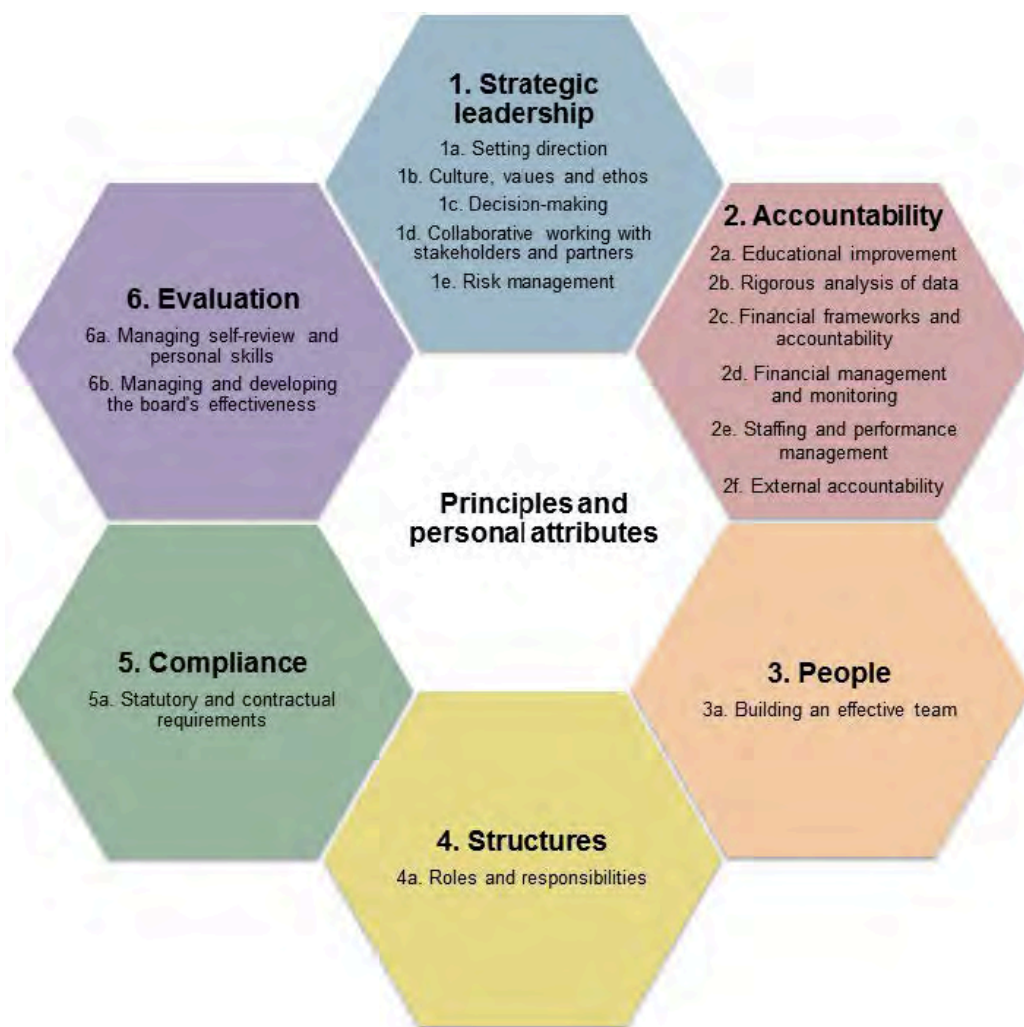 1. Strategic
leadership
1a. Setting direction
1b. Culture, values and ethos
1c. Decision-making
1d. Collaborative working with
stakeholders and partners
1e. Risk management
2. Accountability
2a. Educational improvement
2b. Rigorous analysis of data
2c. Financial frameworks and
accountability
2d. Financial management
and monitoring
2e. Staffing and performance
management
2f. External accountability
3. People
3a. Building an effective team
4. Structures
4a. Roles and responsibilities
5. Compliance
5a. Statutory and contractual
requirements
6. Evaluation
6a. Managing self-review and
personal skills
6b. Managing and developing
the board's effectiveness
Principles and
personal attributes